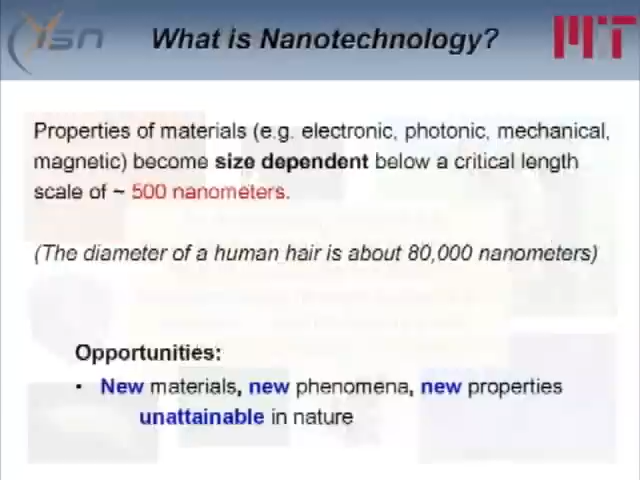 YSN
What is Nanotechnology?
MIT
Properties of materials (e.g. electronic, photonic, mechanical,
magnetic) become size dependent below a critical length
scale of ~ 500 nanometers.
(The diameter of a human hair is about 80,000 nanometers)
Opportunities:
• New materials, new phenomena, new properties
unattainable in nature